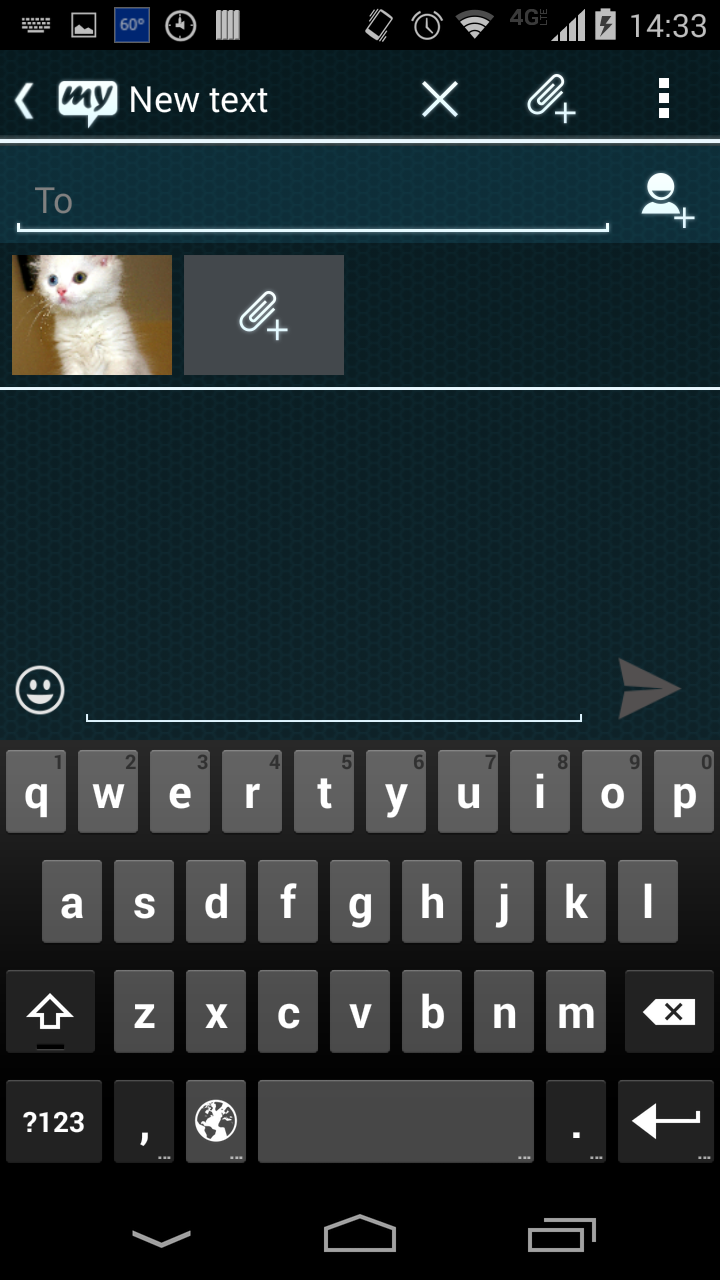 60° 4G LTE 14:33
my New text
To
1 2 3 4 5 6 7 8 9 0
q w e r t y u i o p
a s d f g h j k l
z x c v b n m
?123 , ... ... ... . ... ...